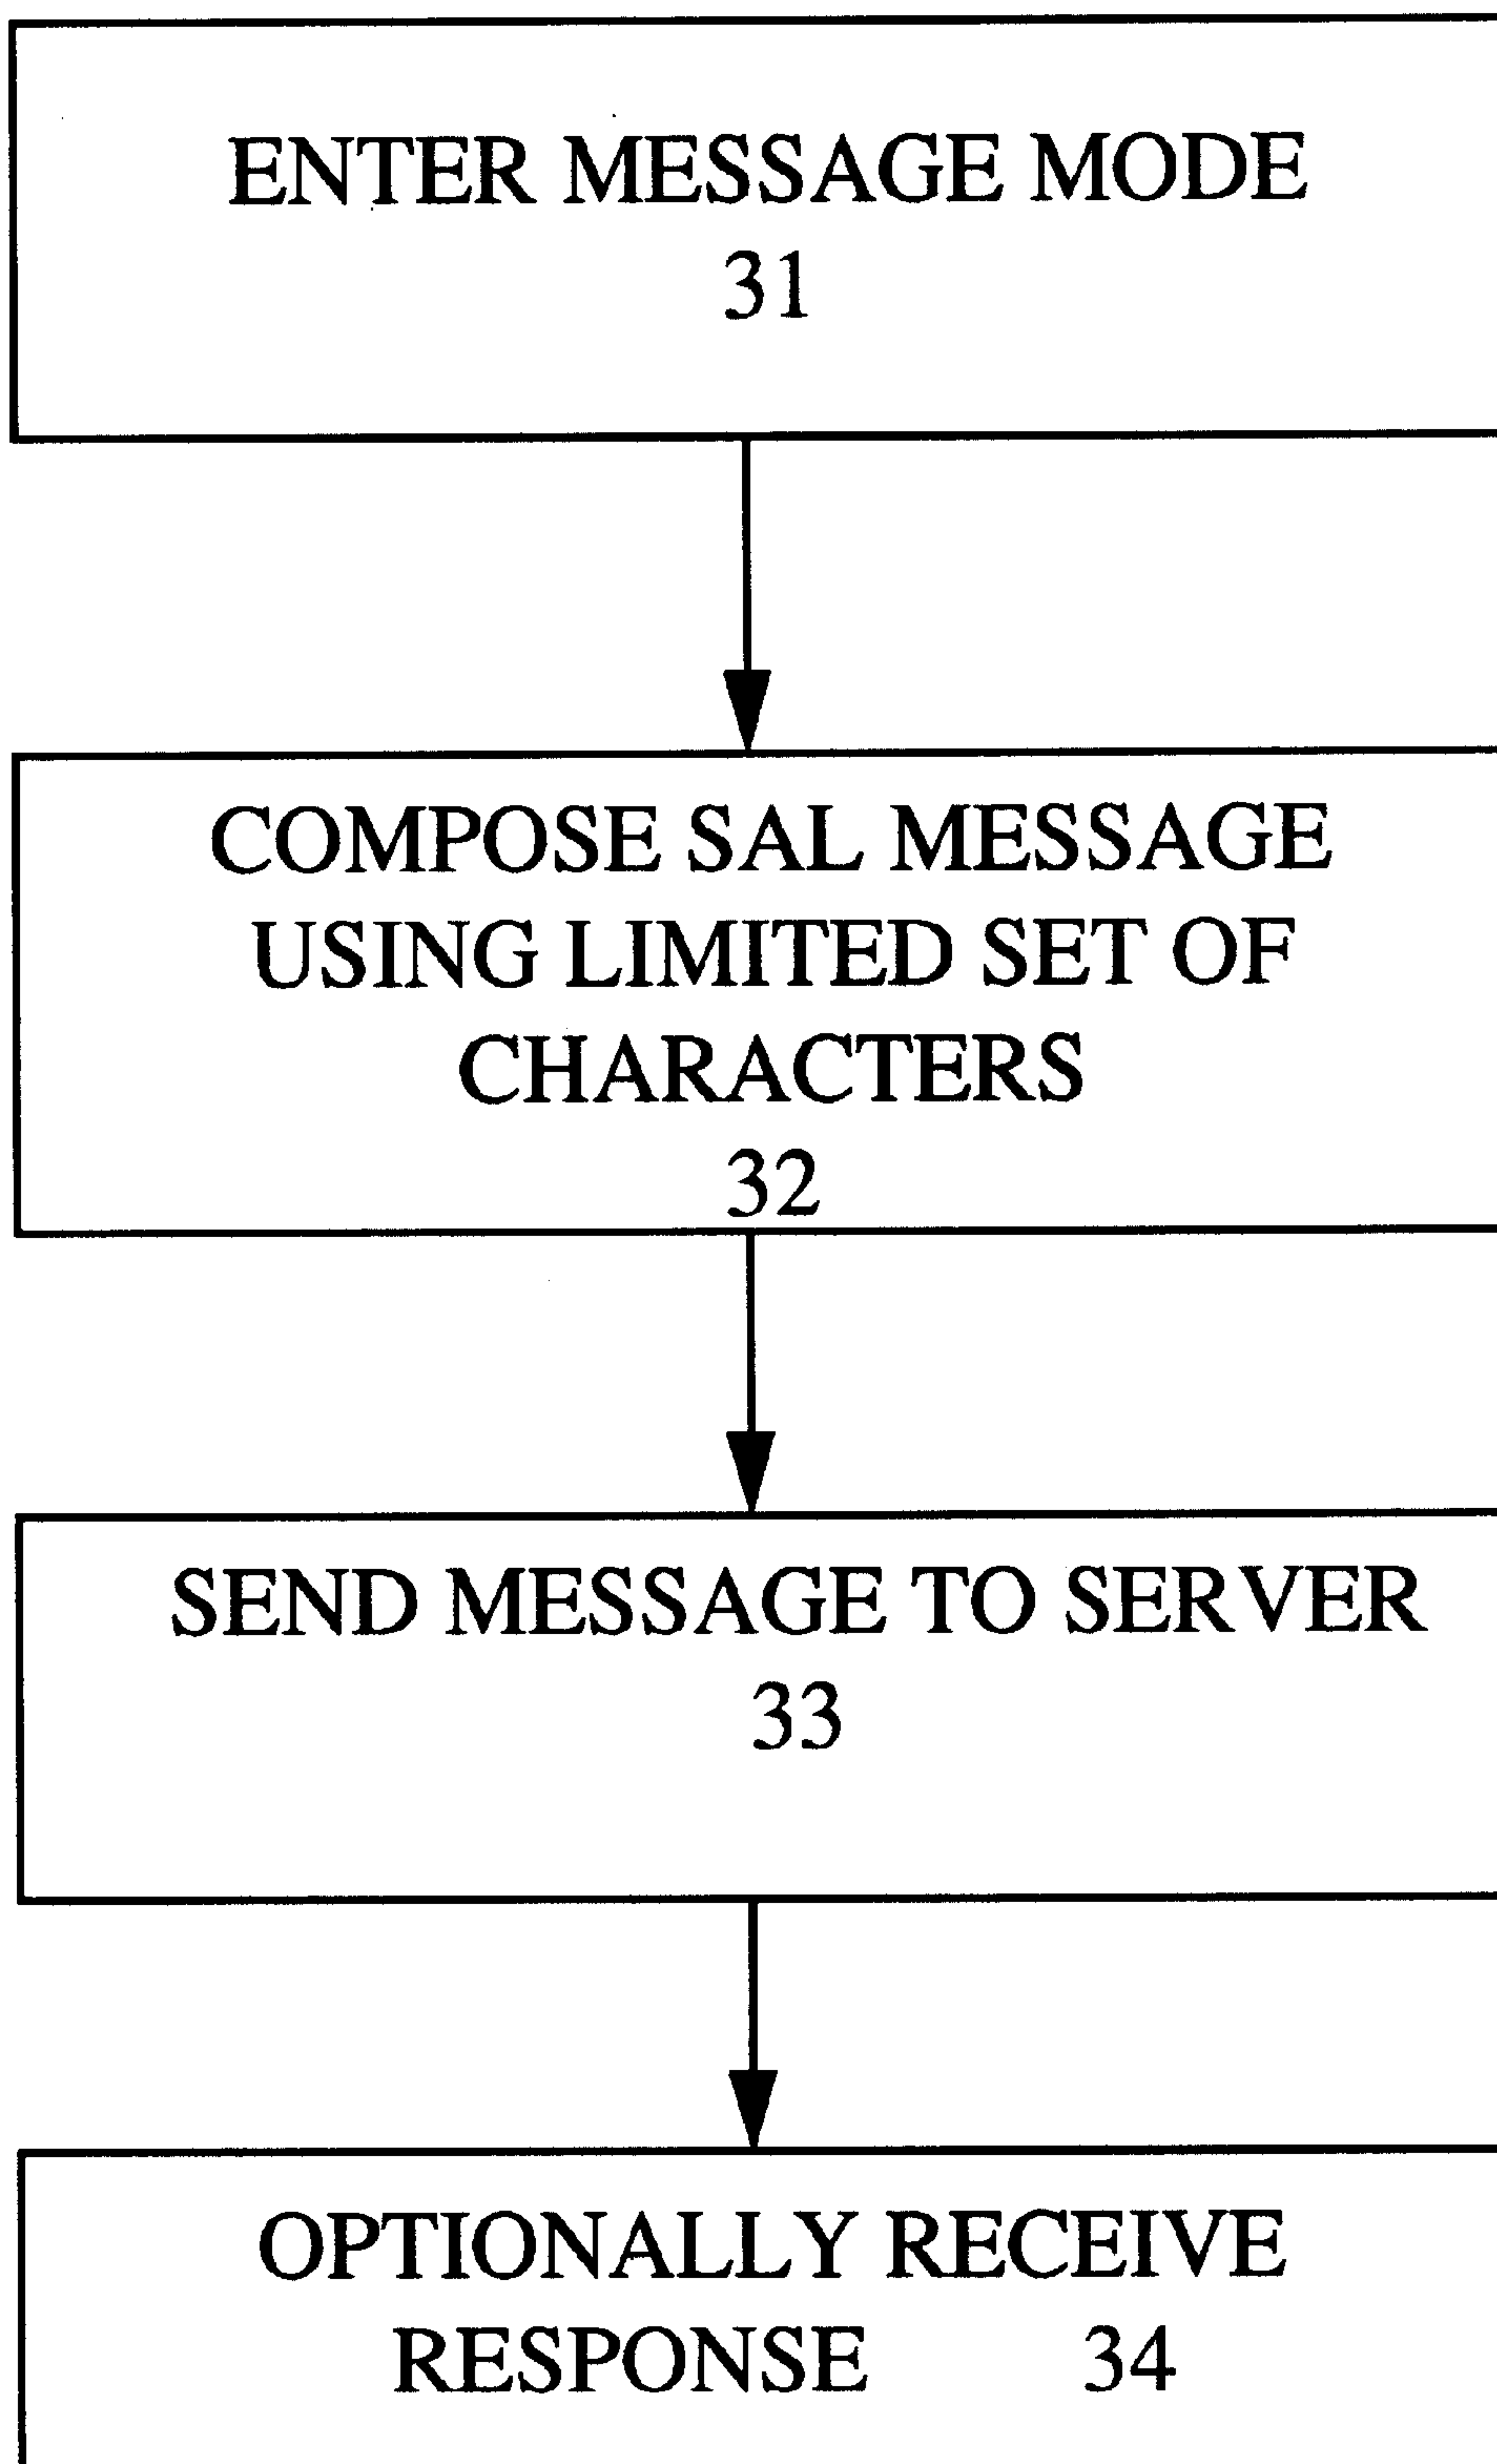 ENTER MESSAGE MODE
31
COMPOSE SAL MESSAGE
USING LIMITED SET OF
CHARACTERS
32
SEND MESSAGE TO SERVER
33
OPTIONALLY RECEIVE
RESPONSE 34